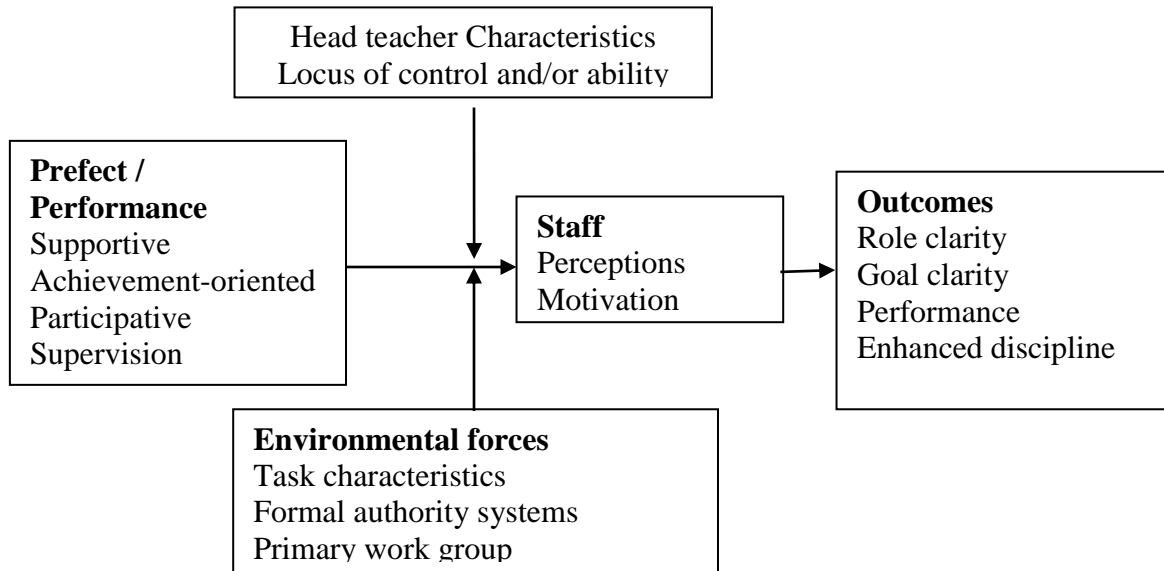 Head teacher Characteristics
Locus of control and/or ability
Prefect /
Performance
Supportive
Achievement-oriented
Participative
Supervision
Staff
Perceptions
Motivation
Outcomes
Role clarity
Goal clarity
Performance
Enhanced discipline
Environmental forces
Task characteristics
Formal authority systems
Primary work group